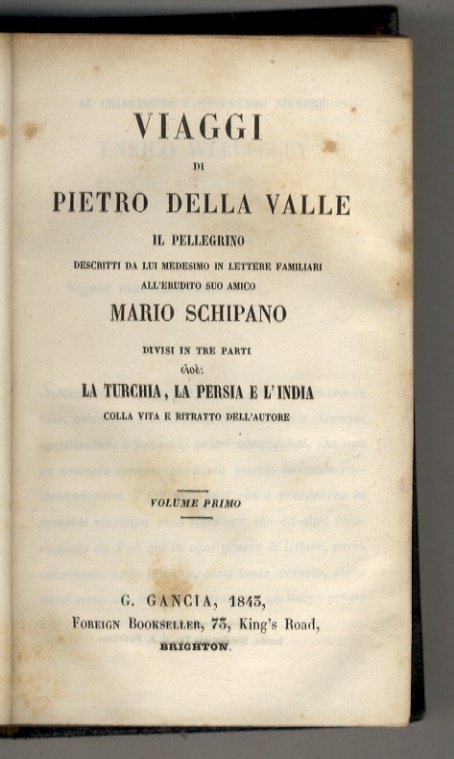 VIAGGI
DI
PIETRO DELLA VALLE
IL PELLEGRINO
DESCRITTI DA LUI MEDESIMO IN LETTERE FAMILIARI
ALL'ERUDITO SUO AMICO
MARIO SCHIPANO
DIVISI IN TRE PARTI
cioè:
LA TURCHIA, LA PERSIA E L'INDIA
COLLA VITA E RITRATTO DELL'AUTORE
VOLUME PRIMO
G. GANCIA, 1843,
FOREIGN BOOKSELLER, 73, King's Road,
BRIGHTON.